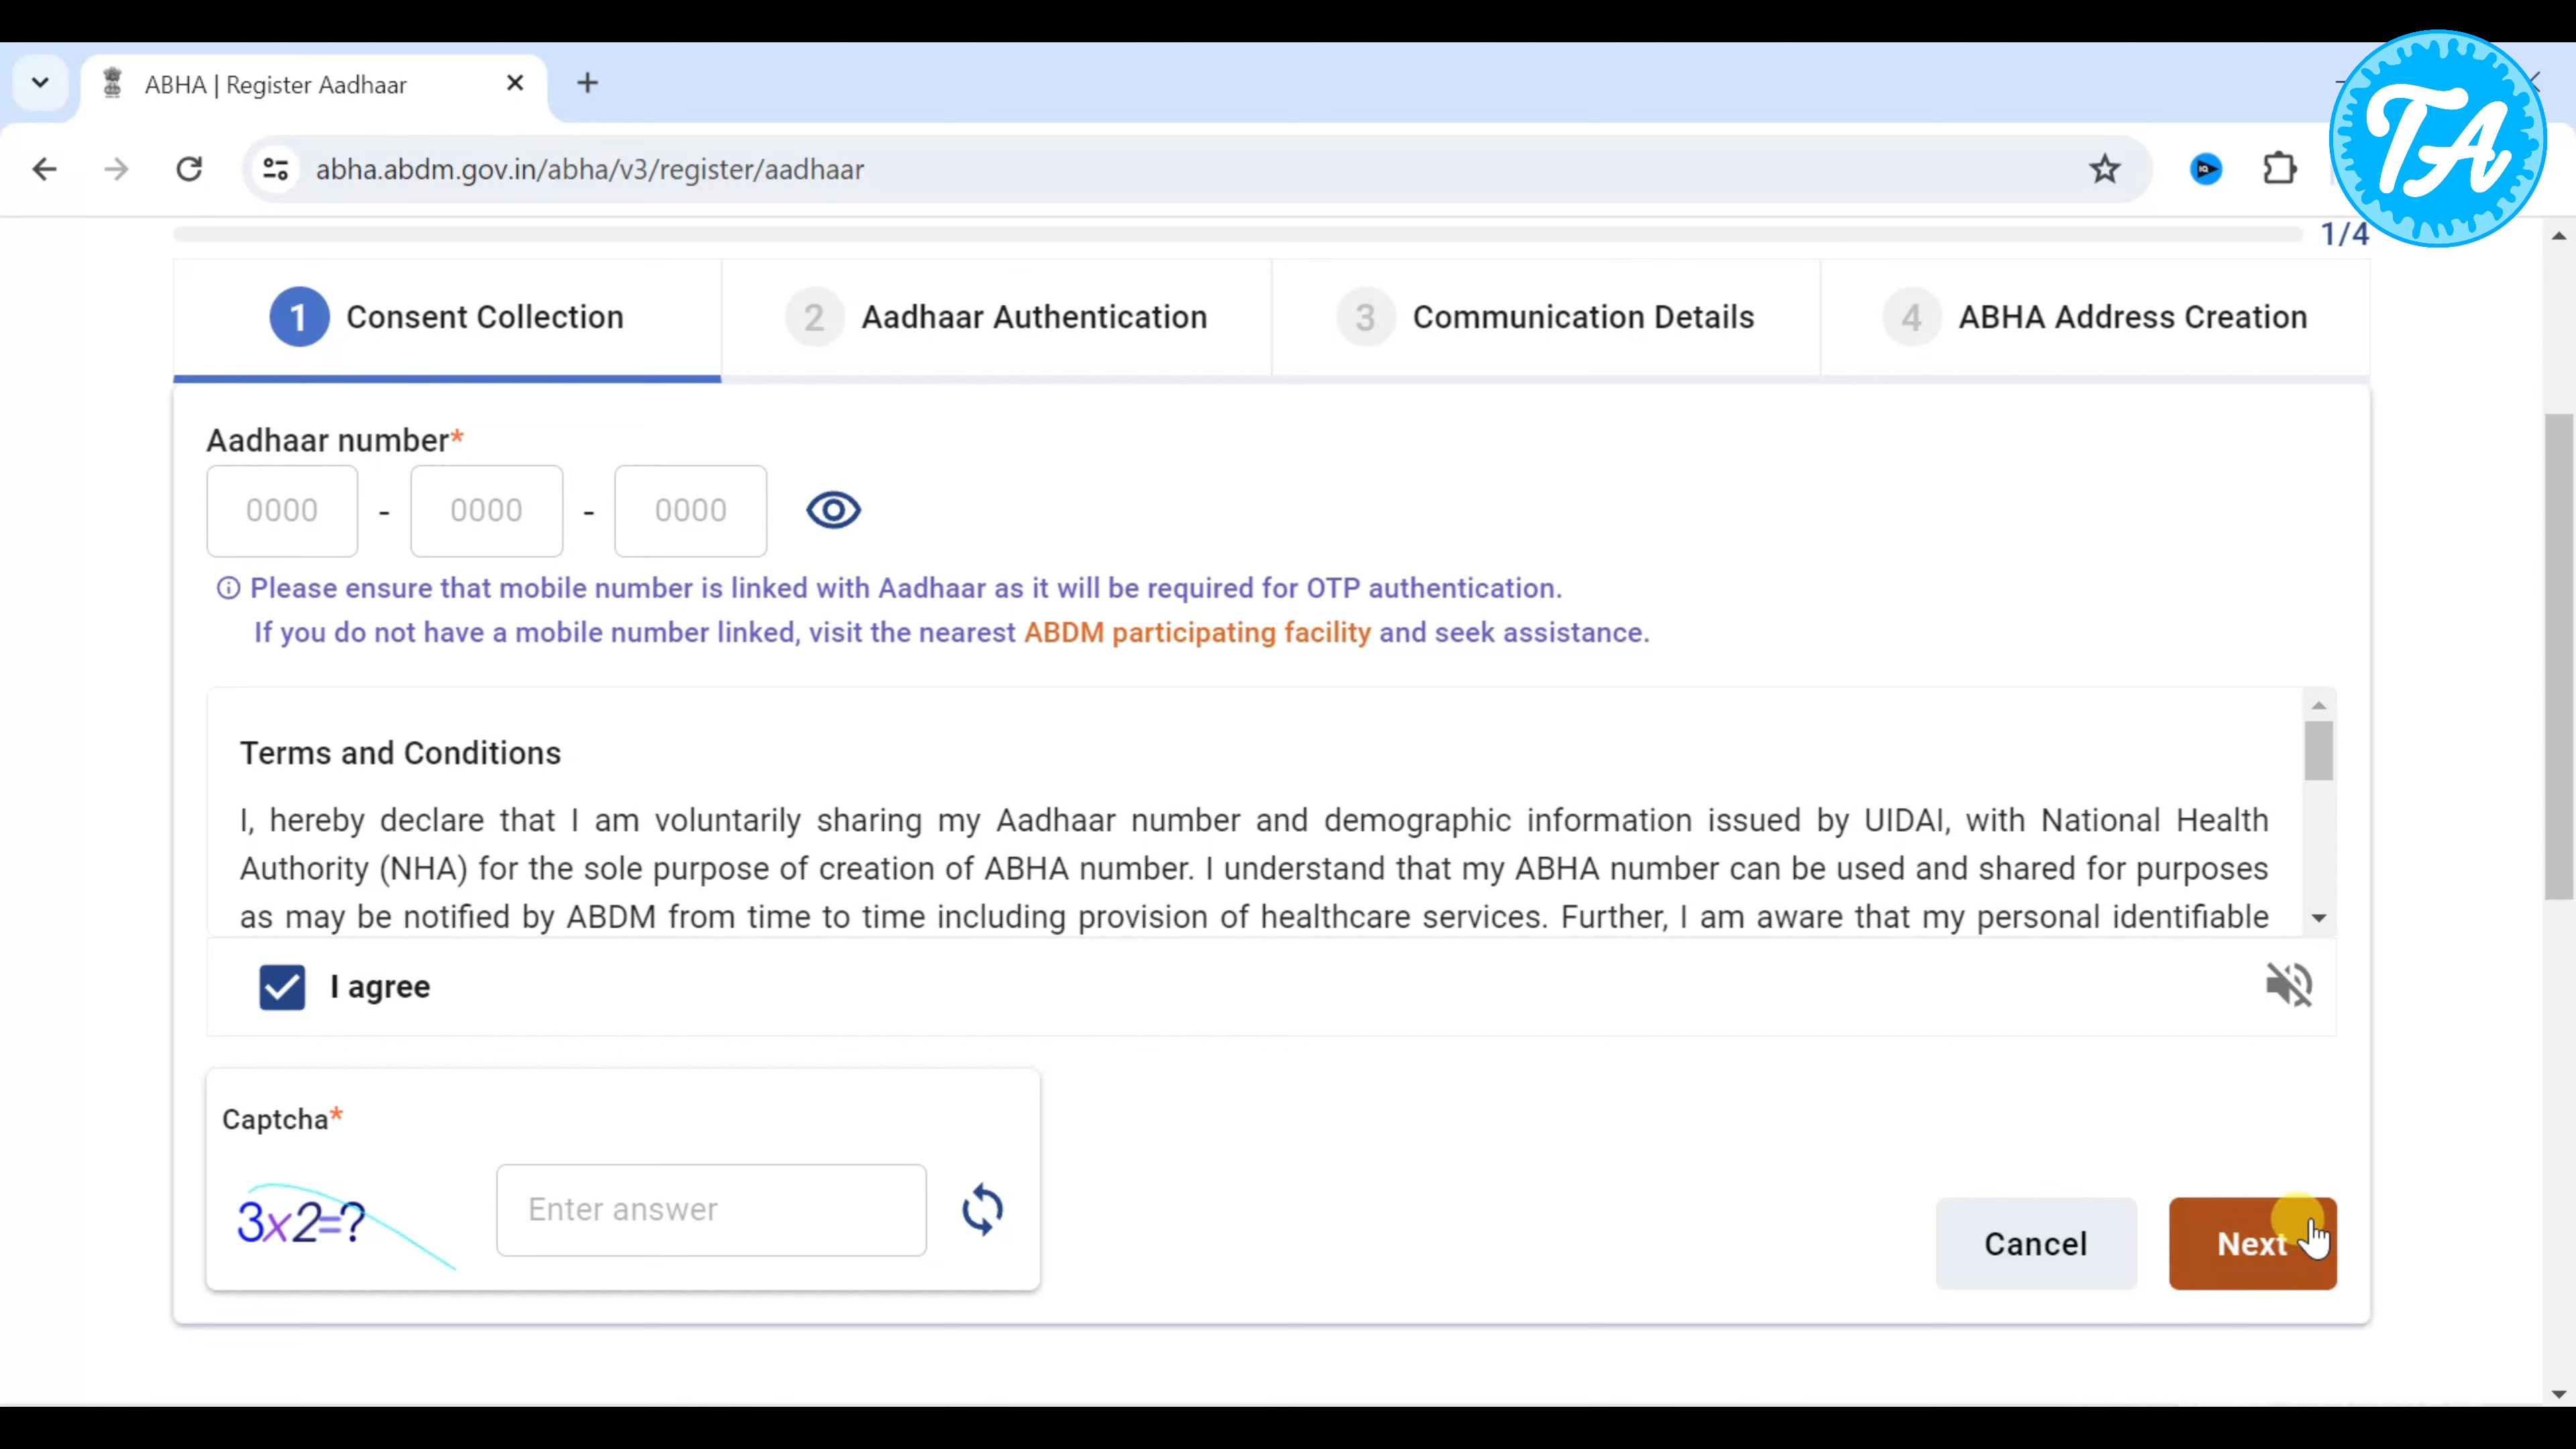 ABHA | Register Aadhaar
TA
abha.abdm.gov.in/abha/v3/register/aadhaar
1/4
1 Consent Collection
2 Aadhaar Authentication
3 Communication Details
4 ABHA Address Creation
Aadhaar number*
0000 - 0000 - 0000
Please ensure that mobile number is linked with Aadhaar as it will be required for OTP authentication.
If you do not have a mobile number linked, visit the nearest ABDM participating facility and seek assistance.
Terms and Conditions
I, hereby declare that I am voluntarily sharing my Aadhaar number and demographic information issued by UIDAI, with National Health
Authority (NHA) for the sole purpose of creation of ABHA number. I understand that my ABHA number can be used and shared for purposes
as may be notified by ABDM from time to time including provision of healthcare services. Further, I am aware that my personal identifiable
I agree
Captcha*
3x2=?
Enter answer
Cancel
Next